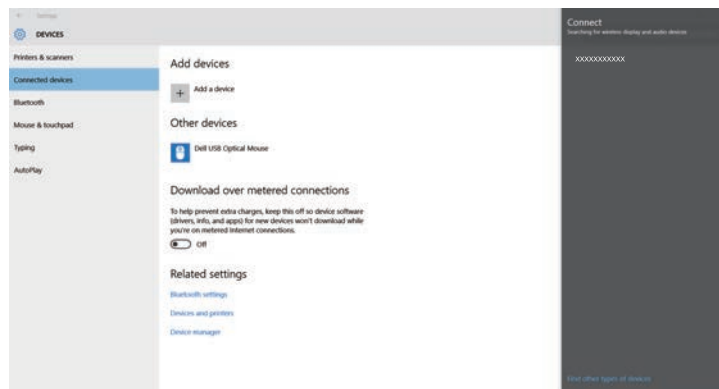 Settings
DEVICES
Printers & scanners
Connected devices
Bluetooth
Mouse & touchpad
Typing
AutoPlay
Add devices
Add a device
Other devices
Dell USB Optical Mouse
Download over metered connections
To help prevent extra charges, keep this off so device software
(drivers, info, and apps) for new devices won't download while
you're on metered Internet connections.
Off
Related settings
Bluetooth settings
Devices and printers
Device manager
Connect
Searching for wireless display and audio devices
xxxxxxxxxxx
Find other types of devices